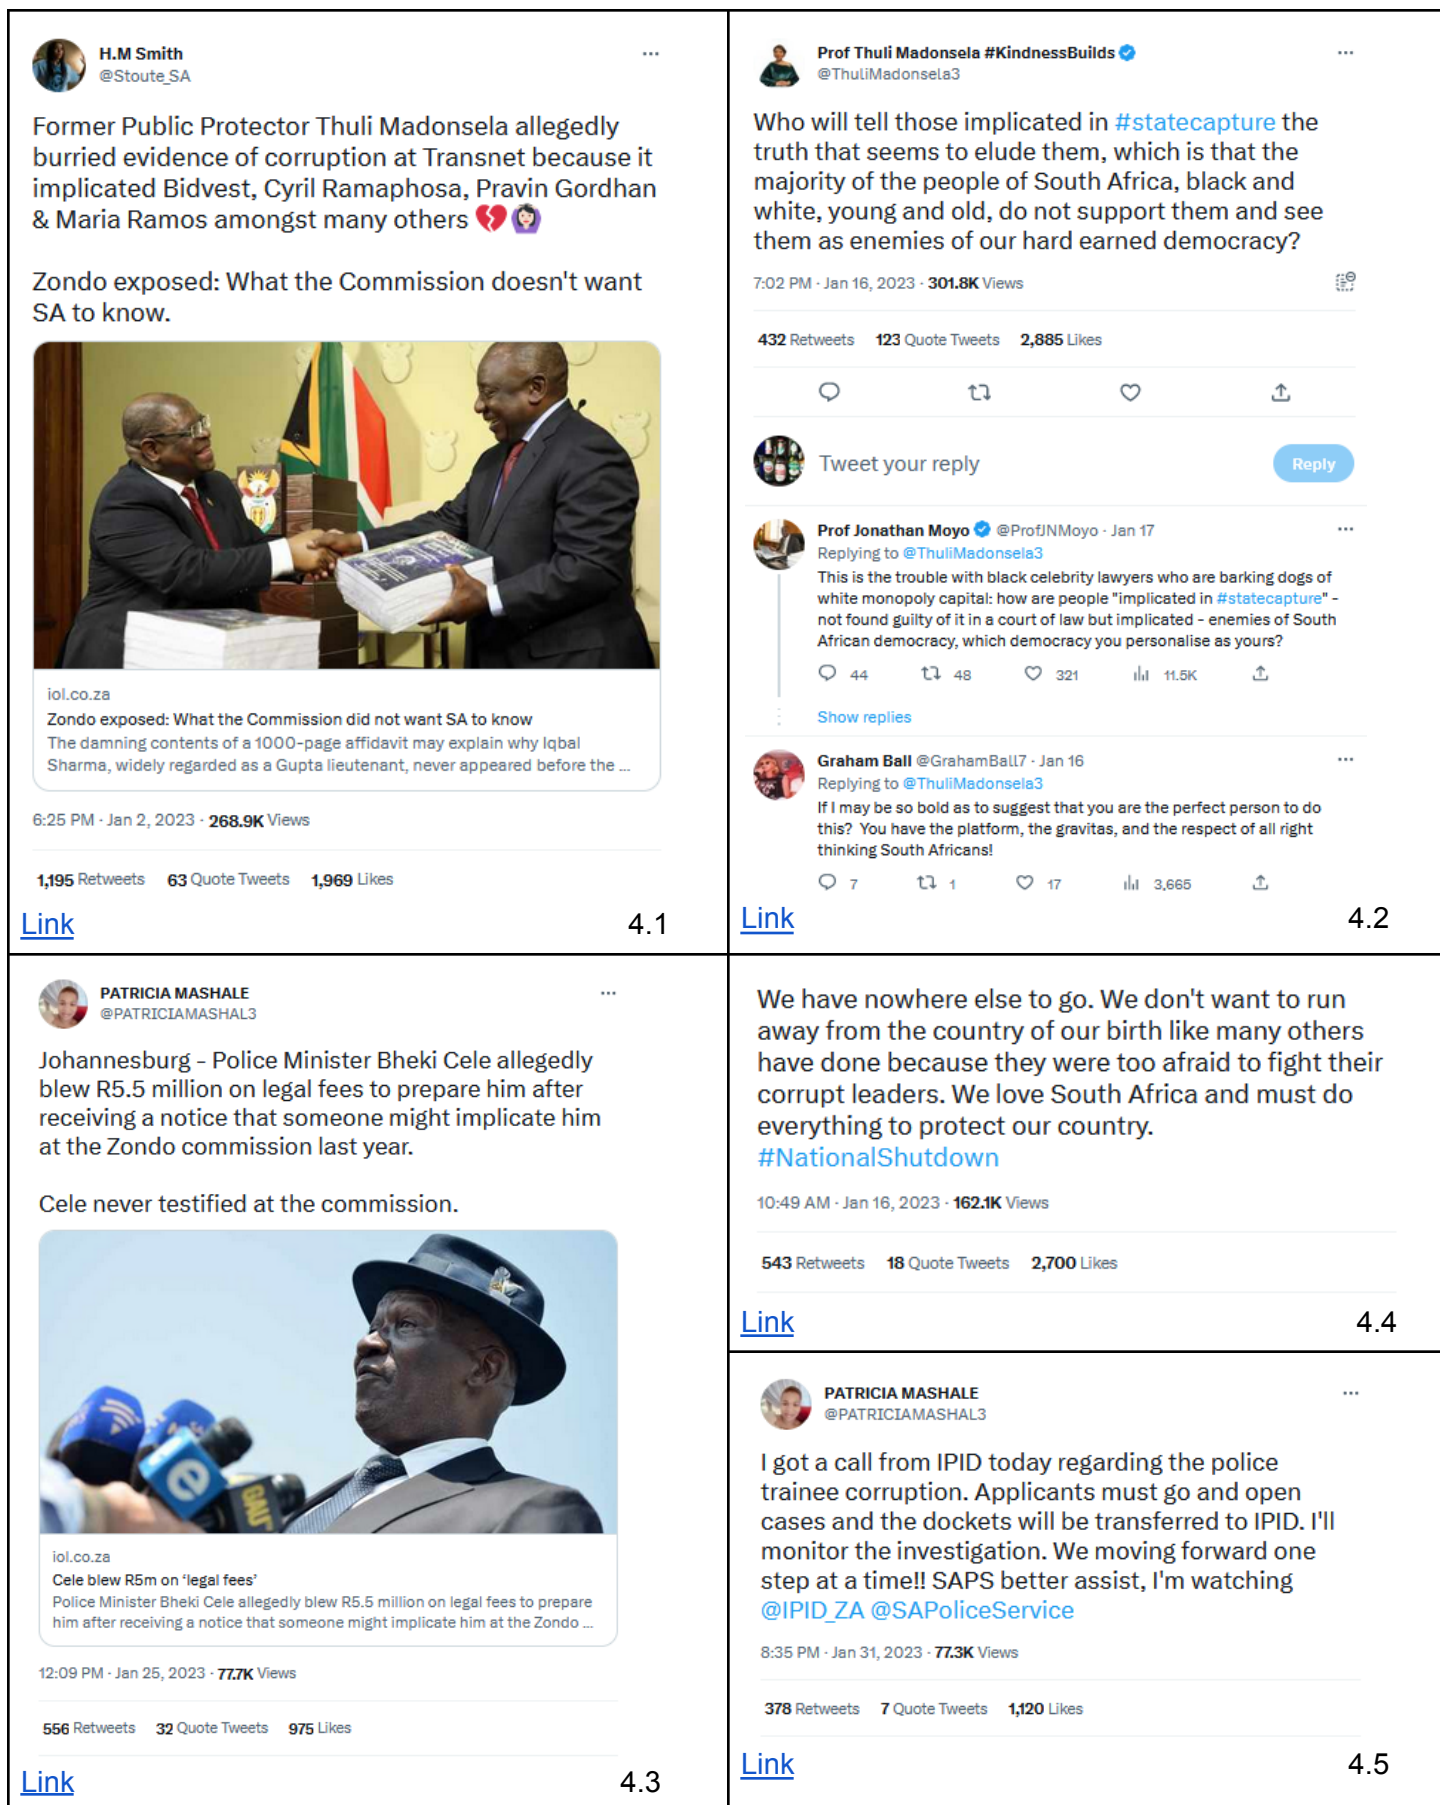 H.M Smith
@Stoute_SA
Former Public Protector Thuli Madonsela allegedly
burried evidence of corruption at Transnet because it
implicated Bidvest, Cyril Ramaphosa, Pravin Gordhan
& Maria Ramos amongst many others 💔🙆🏻‍♀️
Zondo exposed: What the Commission doesn't want
SA to know.
iol.co.za
Zondo exposed: What the Commission did not want SA to know
The damning contents of a 1000-page affidavit may explain why Iqbal
Sharma, widely regarded as a Gupta lieutenant, never appeared before the ...
6:25 PM · Jan 2, 2023 · 268.9K Views
1,195 Retweets 63 Quote Tweets 1,969 Likes
Link 4.1
Prof Thuli Madonsela #KindnessBuilds
@ThuliMadonsela3
Who will tell those implicated in #statecapture the
truth that seems to elude them, which is that the
majority of the people of South Africa, black and
white, young and old, do not support them and see
them as enemies of our hard earned democracy?
7:02 PM · Jan 16, 2023 · 301.8K Views
432 Retweets 123 Quote Tweets 2,885 Likes
Tweet your reply Reply
Prof Jonathan Moyo @ProfJNMoyo · Jan 17
Replying to @ThuliMadonsela3
This is the trouble with black celebrity lawyers who are barking dogs of
white monopoly capital: how are people "implicated in #statecapture" -
not found guilty of it in a court of law but implicated - enemies of South
African democracy, which democracy you personalise as yours?
44 48 321 11.5K
Show replies
Graham Ball @GrahamBall7 · Jan 16
Replying to @ThuliMadonsela3
If I may be so bold as to suggest that you are the perfect person to do
this? You have the platform, the gravitas, and the respect of all right
thinking South Africans!
7 1 17 3,665
Link 4.2
PATRICIA MASHALE
@PATRICIAMASHAL3
Johannesburg - Police Minister Bheki Cele allegedly
blew R5.5 million on legal fees to prepare him after
receiving a notice that someone might implicate him
at the Zondo commission last year.
Cele never testified at the commission.
e
iol.co.za
Cele blew R5m on ‘legal fees’
Police Minister Bheki Cele allegedly blew R5.5 million on legal fees to prepare
him after receiving a notice that someone might implicate him at the Zondo ...
12:09 PM · Jan 25, 2023 · 77.7K Views
556 Retweets 32 Quote Tweets 975 Likes
Link 4.3
We have nowhere else to go. We don't want to run
away from the country of our birth like many others
have done because they were too afraid to fight their
corrupt leaders. We love South Africa and must do
everything to protect our country.
#NationalShutdown
10:49 AM · Jan 16, 2023 · 162.1K Views
543 Retweets 18 Quote Tweets 2,700 Likes
Link 4.4
PATRICIA MASHALE
@PATRICIAMASHAL3
I got a call from IPID today regarding the police
trainee corruption. Applicants must go and open
cases and the dockets will be transferred to IPID. I'll
monitor the investigation. We moving forward one
step at a time!! SAPS better assist, I'm watching
@IPID_ZA @SAPoliceService
8:35 PM · Jan 31, 2023 · 77.3K Views
378 Retweets 7 Quote Tweets 1,120 Likes
Link 4.5